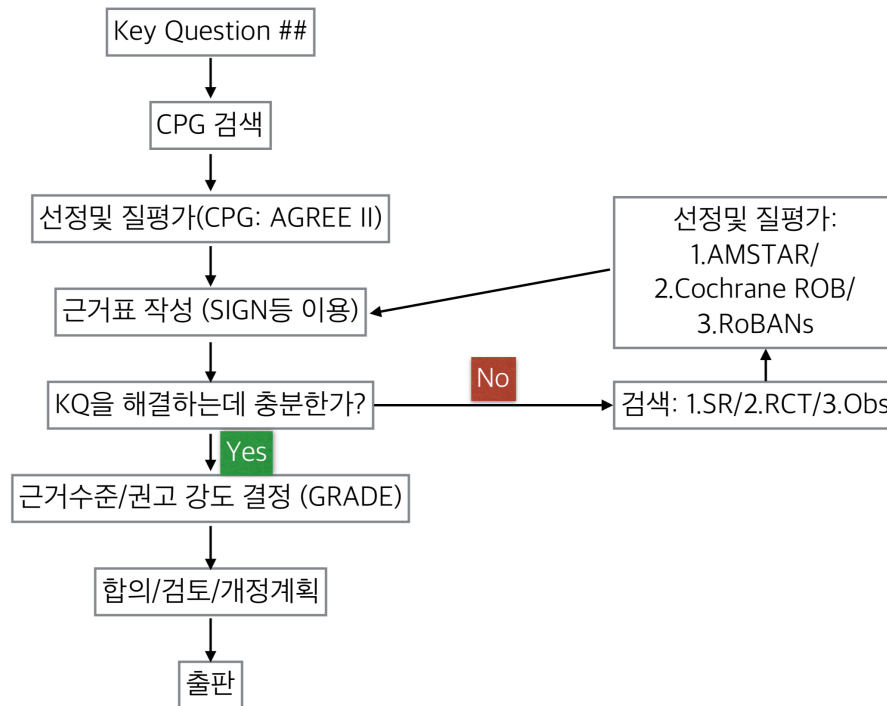 Key Question ##
CPG 검색
선정및 질평가(CPG: AGREE II)
근거표 작성 (SIGN등 이용)
KQ을 해결하는데 충분한가?
No
Yes
검색: 1.SR/2.RCT/3.Obs
선정및 질평가:
1.AMSTAR/
2.Cochrane ROB/
3.RoBANs
근거수준/권고 강도 결정 (GRADE)
합의/검토/개정계획
출판